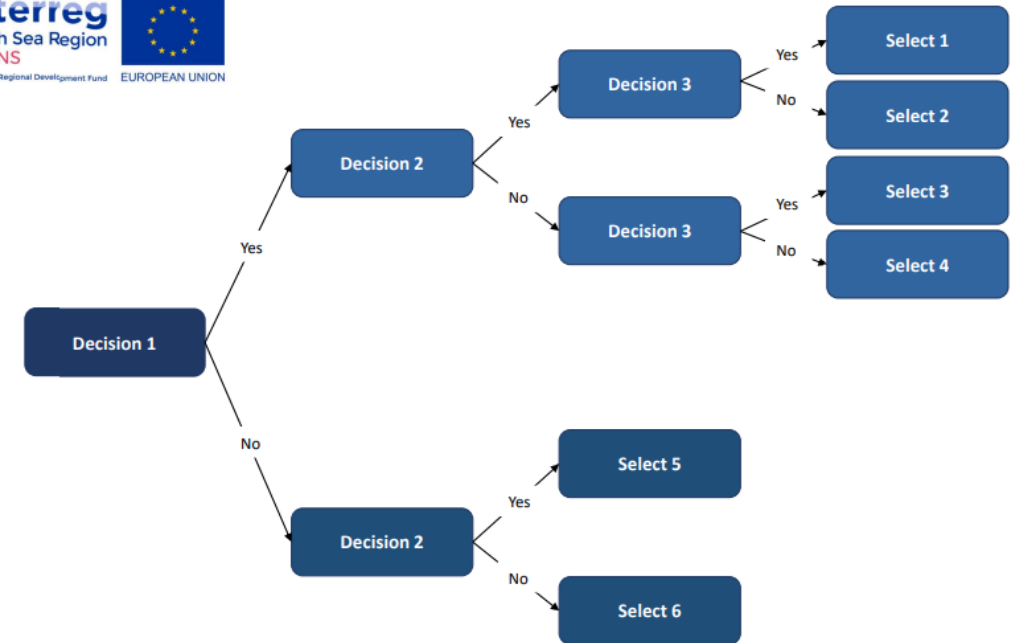 terreg
h Sea Region
NS
Regional Development Fund
EUROPEAN UNION
Decision 1
Yes
No
Decision 2
Yes
No
Decision 3
Yes
No
Select 1
Select 2
Decision 3
Yes
No
Select 3
Select 4
Decision 2
Yes
No
Select 5
Select 6